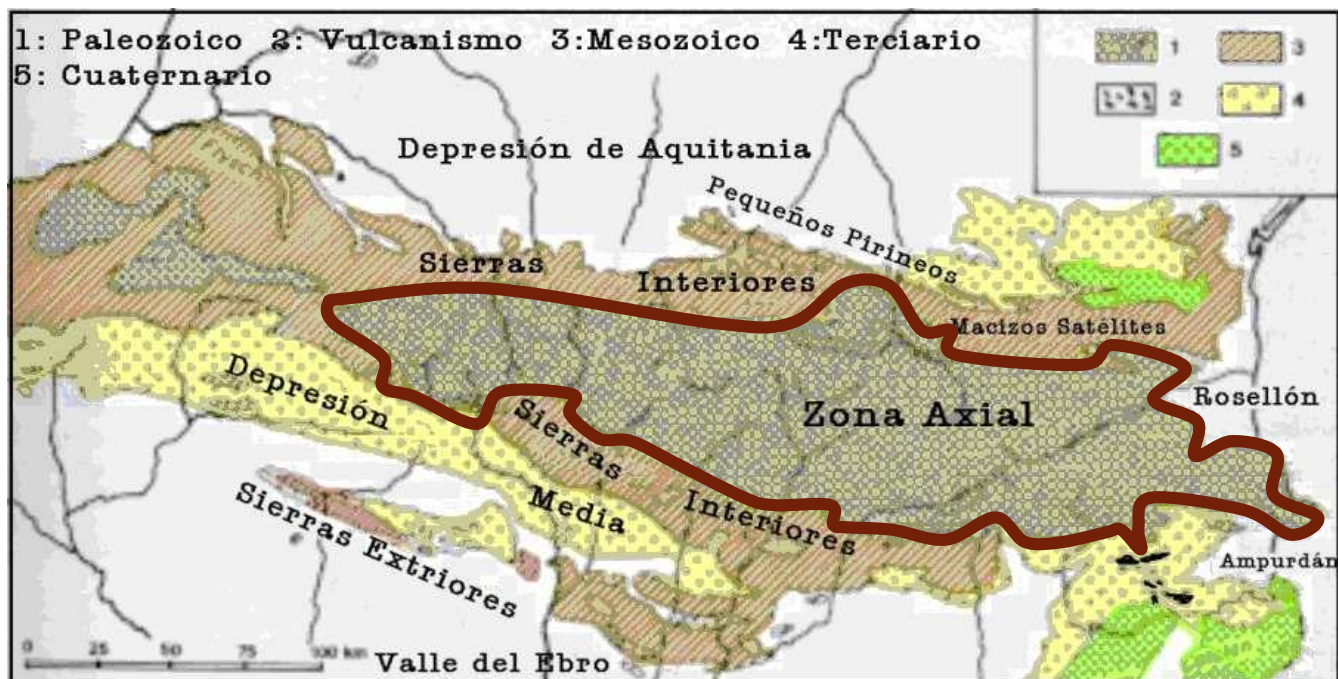 1: Paleozoico 2: Vulcanismo 3:Mesozoico 4:Terciario
5: Cuaternario
1 3
2 4
5
Depresión de Aquitania
Pequeños Pirineos
Sierras
Interiores
Macizos Satélites
Rosellón
Zona Axial
Depresión
Sierras
Media
Interiores
Sierras Extriores
Ampurdán
0 25 50 75 100 km
Valle del Ebro